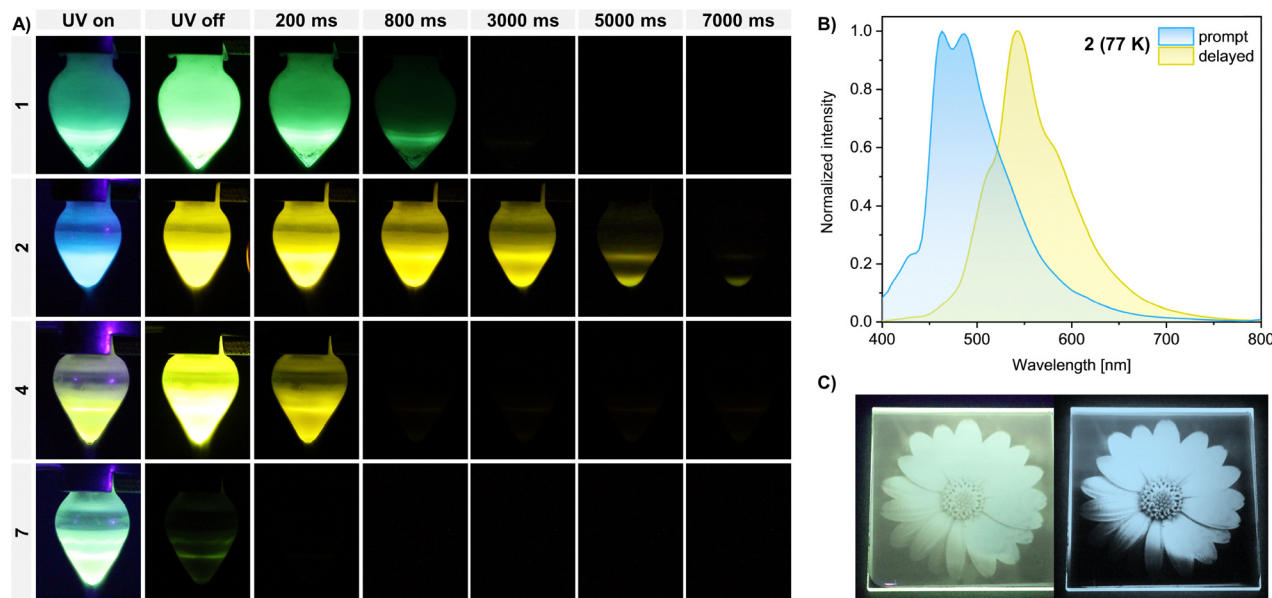 A) UV on UV off 200 ms 800 ms 3000 ms 5000 ms 7000 ms
1
2
4
7
B)
2 (77 K)
prompt
delayed
Normalized intensity
1.0
0.8
0.6
0.4
0.2
0.0
400 500 600 700 800
Wavelength [nm]
C)